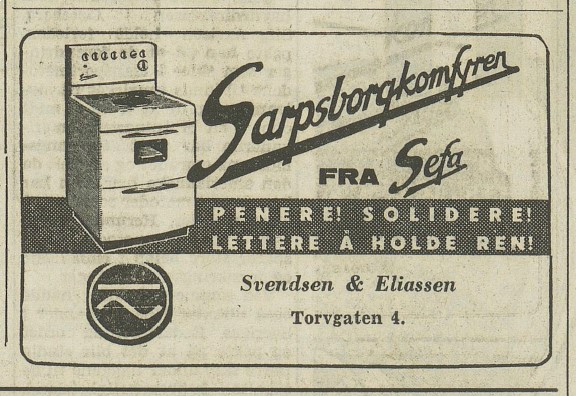 Sarpsborgkomfyren
FRA Sefa
PENERE! SOLIDERE!
LETTERE Å HOLDE REN!
Svendsen & Eliassen
Torvgaten 4.